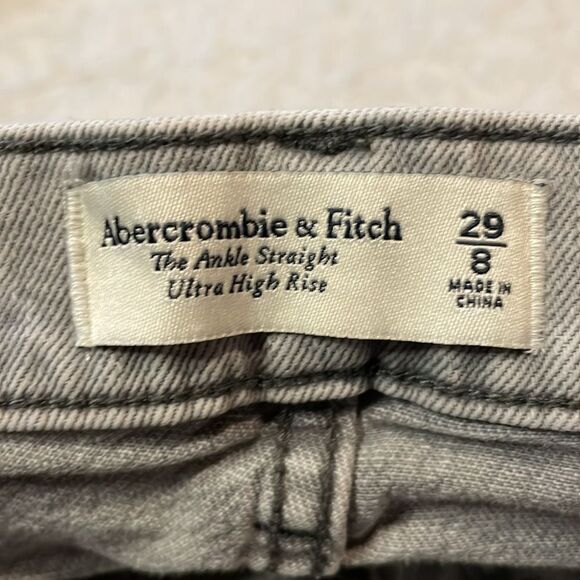 Abercrombie & Fitch
The Ankle Straight
Ultra High Rise
29
8
MADE IN
CHINA